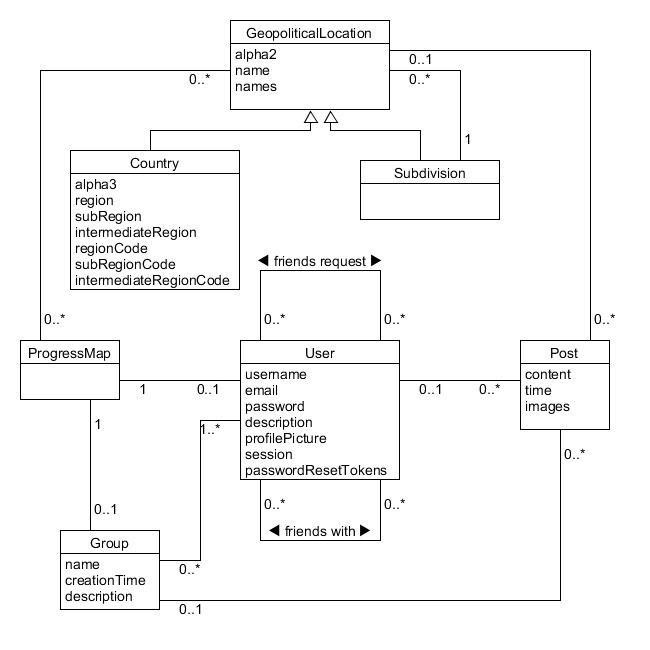 GeopoliticalLocation
alpha2
name
names
0..1
0..*
0..*
1
Country
alpha3
region
subRegion
intermediateRegion
regionCode
subRegionCode
intermediateRegionCode
Subdivision
◀ friends request ▶
0..*
0..*
0..*
0..*
ProgressMap
User
username
email
password
description
profilePicture
session
passwordResetTokens
Post
content
time
images
1
0..1
0..1
0..*
1
1..*
0..*
0..*
0..*
◀ friends with ▶
0..1
Group
name
creationTime
description
0..*
0..1